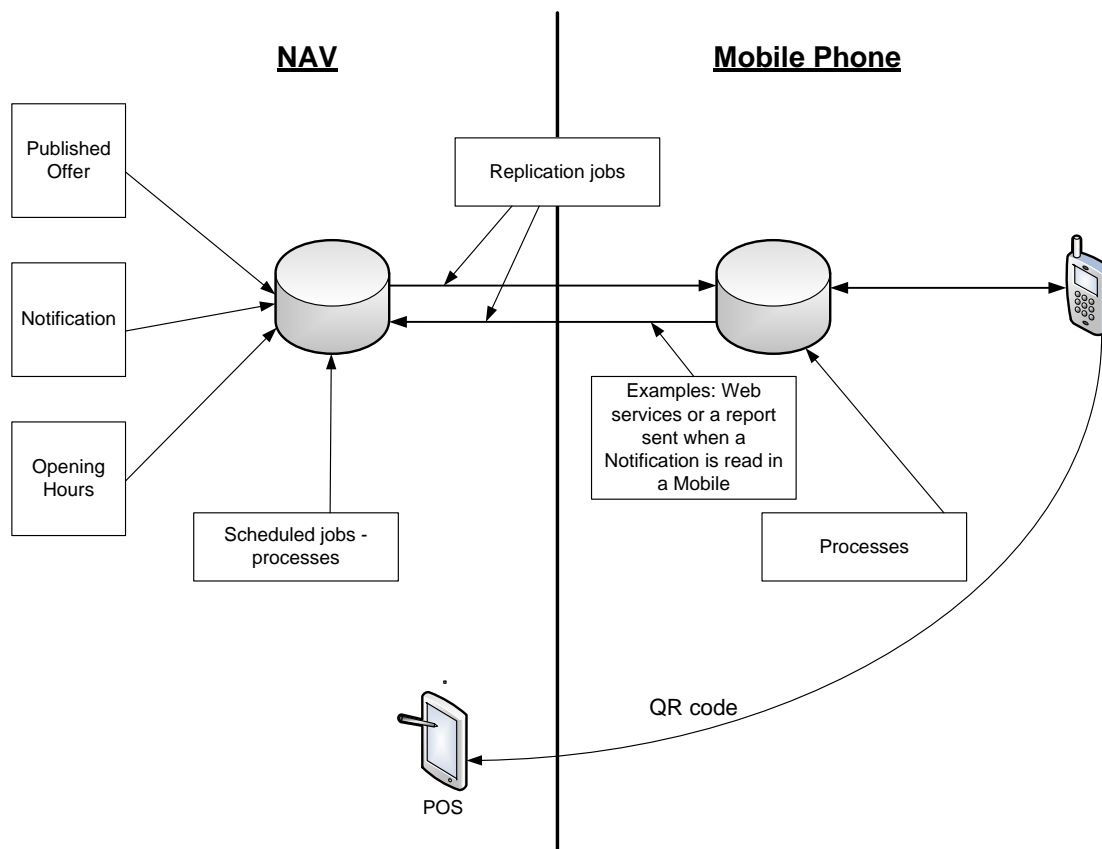 NAV
Mobile Phone
Published
Offer
Replication jobs
Notification
Examples: Web
services or a report
sent when a
Notification is read in
a Mobile
Opening
Hours
Scheduled jobs -
processes
Processes
QR code
POS